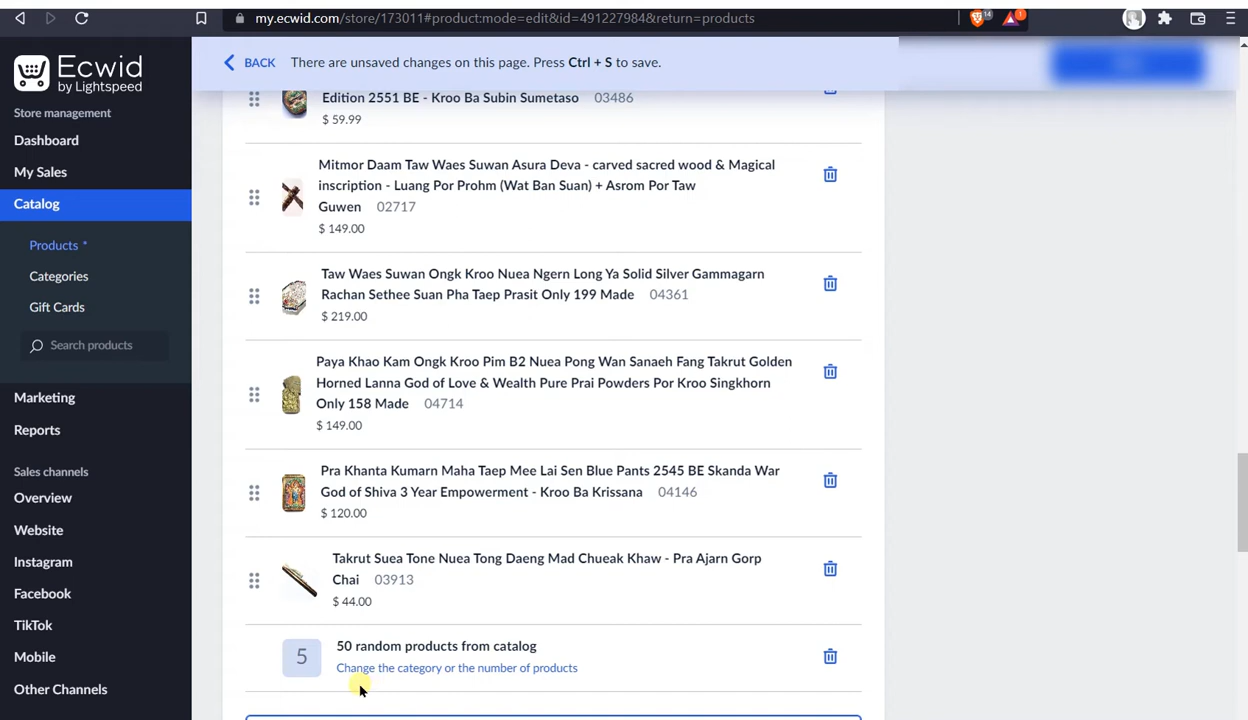 my.ecwid.com/store/173011#product:mode=edit&id=491227984&return=products
14
1
Ecwid
by Lightspeed
Store management
Dashboard
My Sales
Catalog
Products *
Categories
Gift Cards
Search products
Marketing
Reports
Sales channels
Overview
Website
Instagram
Facebook
TikTok
Mobile
Other Channels
BACK There are unsaved changes on this page. Press Ctrl + S to save.
Edition 2551 BE - Kroo Ba Subin Sumetaso 03486
$ 59.99
Mitmor Daam Taw Waes Suwan Asura Deva - carved sacred wood & Magical
inscription - Luang Por Prohm (Wat Ban Suan) + Asrom Por Taw
Guwen 02717
$ 149.00
Taw Waes Suwan Ongk Kroo Nuea Ngern Long Ya Solid Silver Gammagarn
Rachan Sethee Suan Pha Taep Prasit Only 199 Made 04361
$ 219.00
Paya Khao Kam Ongk Kroo Pim B2 Nuea Pong Wan Sanaeh Fang Takrut Golden
Horned Lanna God of Love & Wealth Pure Prai Powders Por Kroo Singkhorn
Only 158 Made 04714
$ 149.00
Pra Khanta Kumarn Maha Taep Mee Lai Sen Blue Pants 2545 BE Skanda War
God of Shiva 3 Year Empowerment - Kroo Ba Krissana 04146
$ 120.00
Takrut Suea Tone Nuea Tong Daeng Mad Chueak Khaw - Pra Ajarn Gorp
Chai 03913
$ 44.00
5
50 random products from catalog
Change the category or the number of products